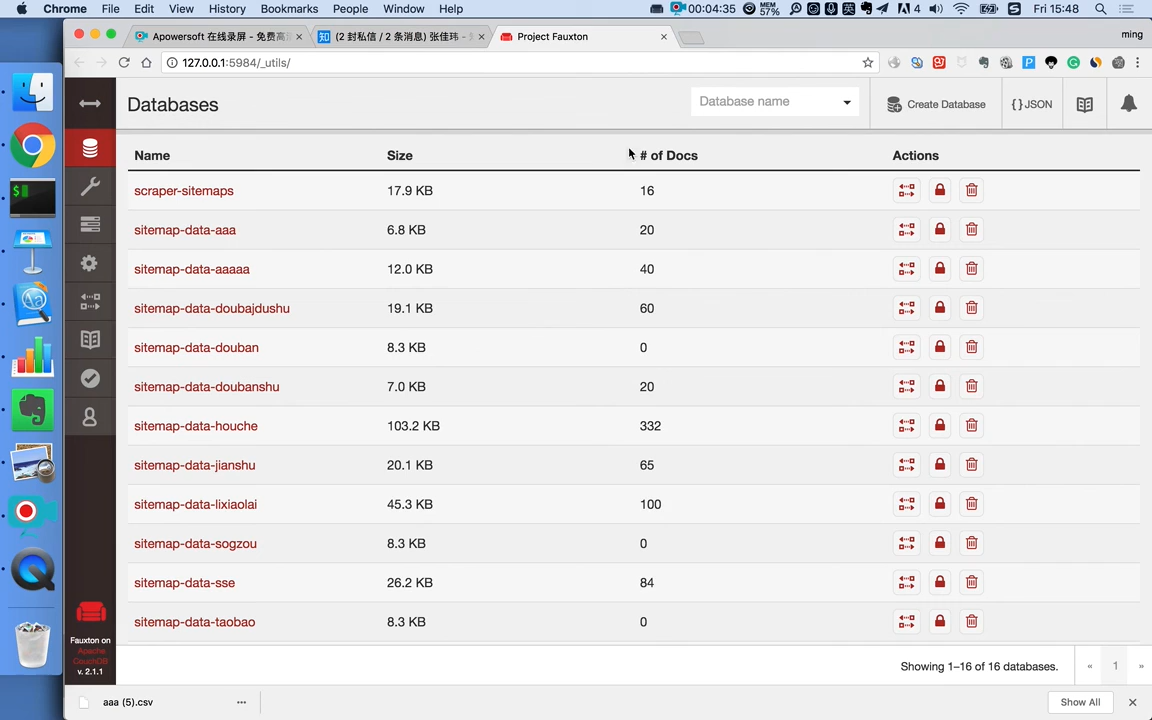 Chrome File Edit View History Bookmarks People Window Help 00:04:35 MEM 57% 英 4 Fri 15:48
Apowersoft 在线录屏 - 免费高 (2 封私信 / 2 条消息) 张佳玮 - Project Fauxton ming
127.0.0.1:5984/_utils/
Databases Database name Create Database { } JSON
Name Size # of Docs Actions
scraper-sitemaps 17.9 KB 16
sitemap-data-aaa 6.8 KB 20
sitemap-data-aaaaa 12.0 KB 40
sitemap-data-doubajdushu 19.1 KB 60
sitemap-data-douban 8.3 KB 0
sitemap-data-doubanshu 7.0 KB 20
sitemap-data-houche 103.2 KB 332
sitemap-data-jianshu 20.1 KB 65
sitemap-data-lixiaolai 45.3 KB 100
sitemap-data-sogzou 8.3 KB 0
sitemap-data-sse 26.2 KB 84
sitemap-data-taobao 8.3 KB 0
Fauxton on
Apache
CouchDB
v. 2.1.1
Showing 1–16 of 16 databases. « 1 »
aaa (5).csv ... Show All